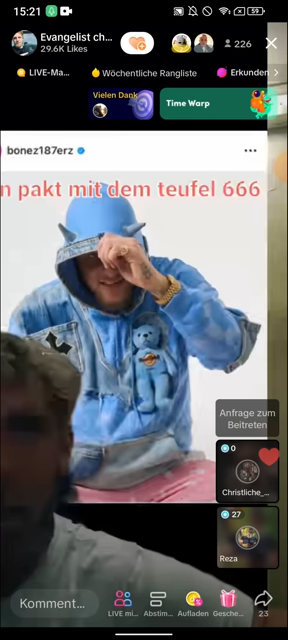 15:21
59
Evangelist ch...
29.6K Likes
226
LIVE-Ma...
Wöchentliche Rangliste
Erkunden
Vielen Dank
Time Warp
bonez187erz
n pakt mit dem teufel 666
Anfrage zum
Beitreten
0
Christliche_...
27
Reza
Komment...
LIVE mi...
Abstim...
Aufladen
Gesche...
23